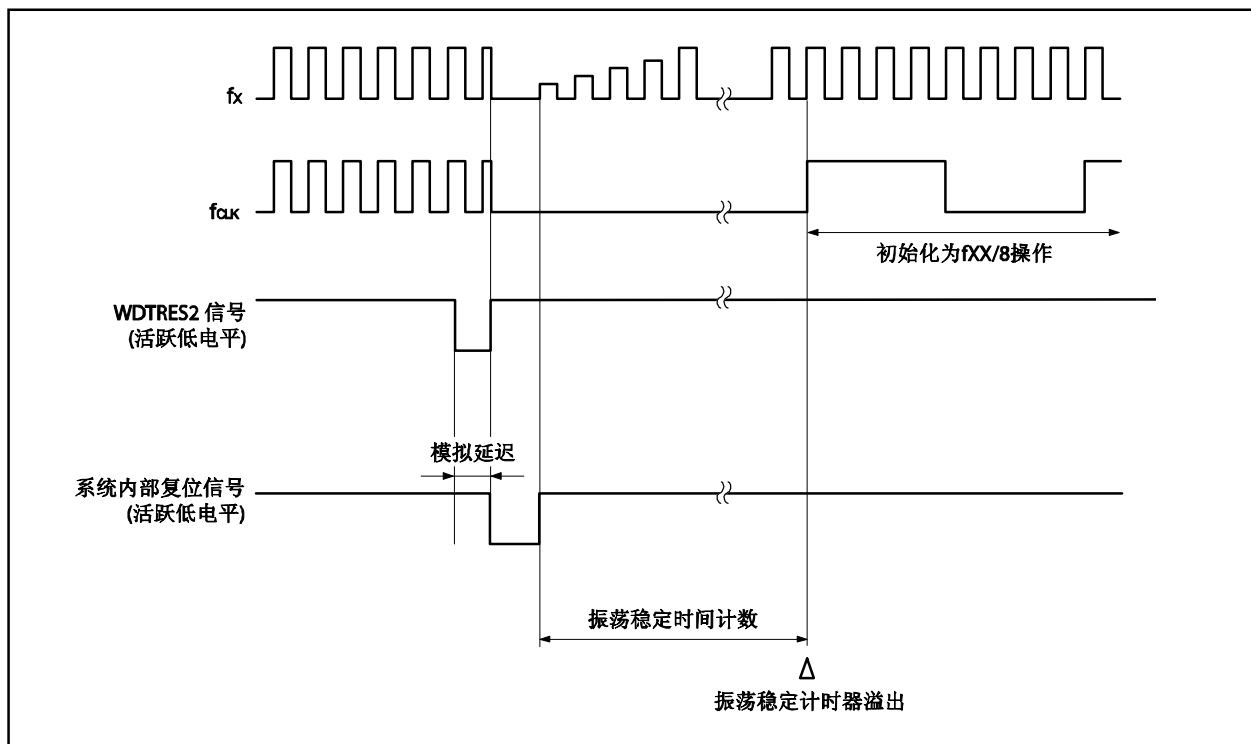 fX
fCLK
初始化为fXX/8操作
WDTRES2 信号
(活跃低电平)
模拟延迟
系统内部复位信号
(活跃低电平)
振荡稳定时间计数
振荡稳定计时器溢出